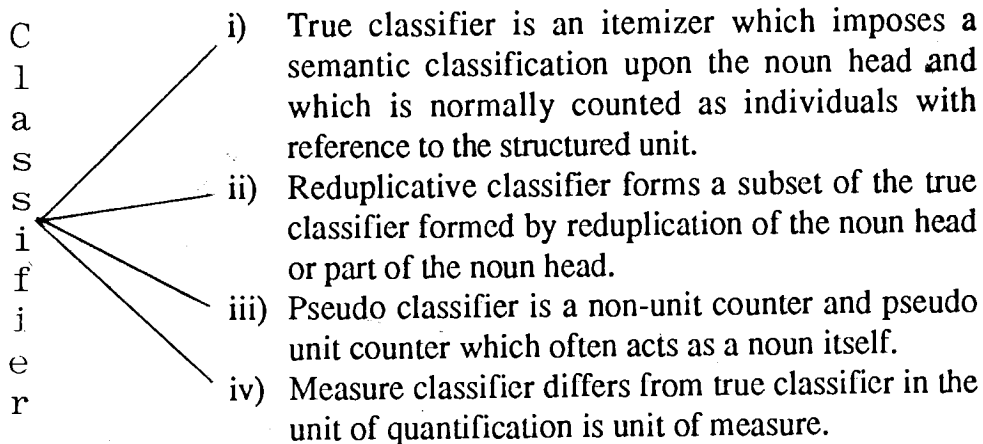 Classifier
i) True classifier is an itemizer which imposes a
semantic classification upon the noun head and
which is normally counted as individuals with
reference to the structured unit.
ii) Reduplicative classifier forms a subset of the true
classifier formed by reduplication of the noun head
or part of the noun head.
iii) Pseudo classifier is a non-unit counter and pseudo
unit counter which often acts as a noun itself.
iv) Measure classifier differs from true classifier in the
unit of quantification is unit of measure.